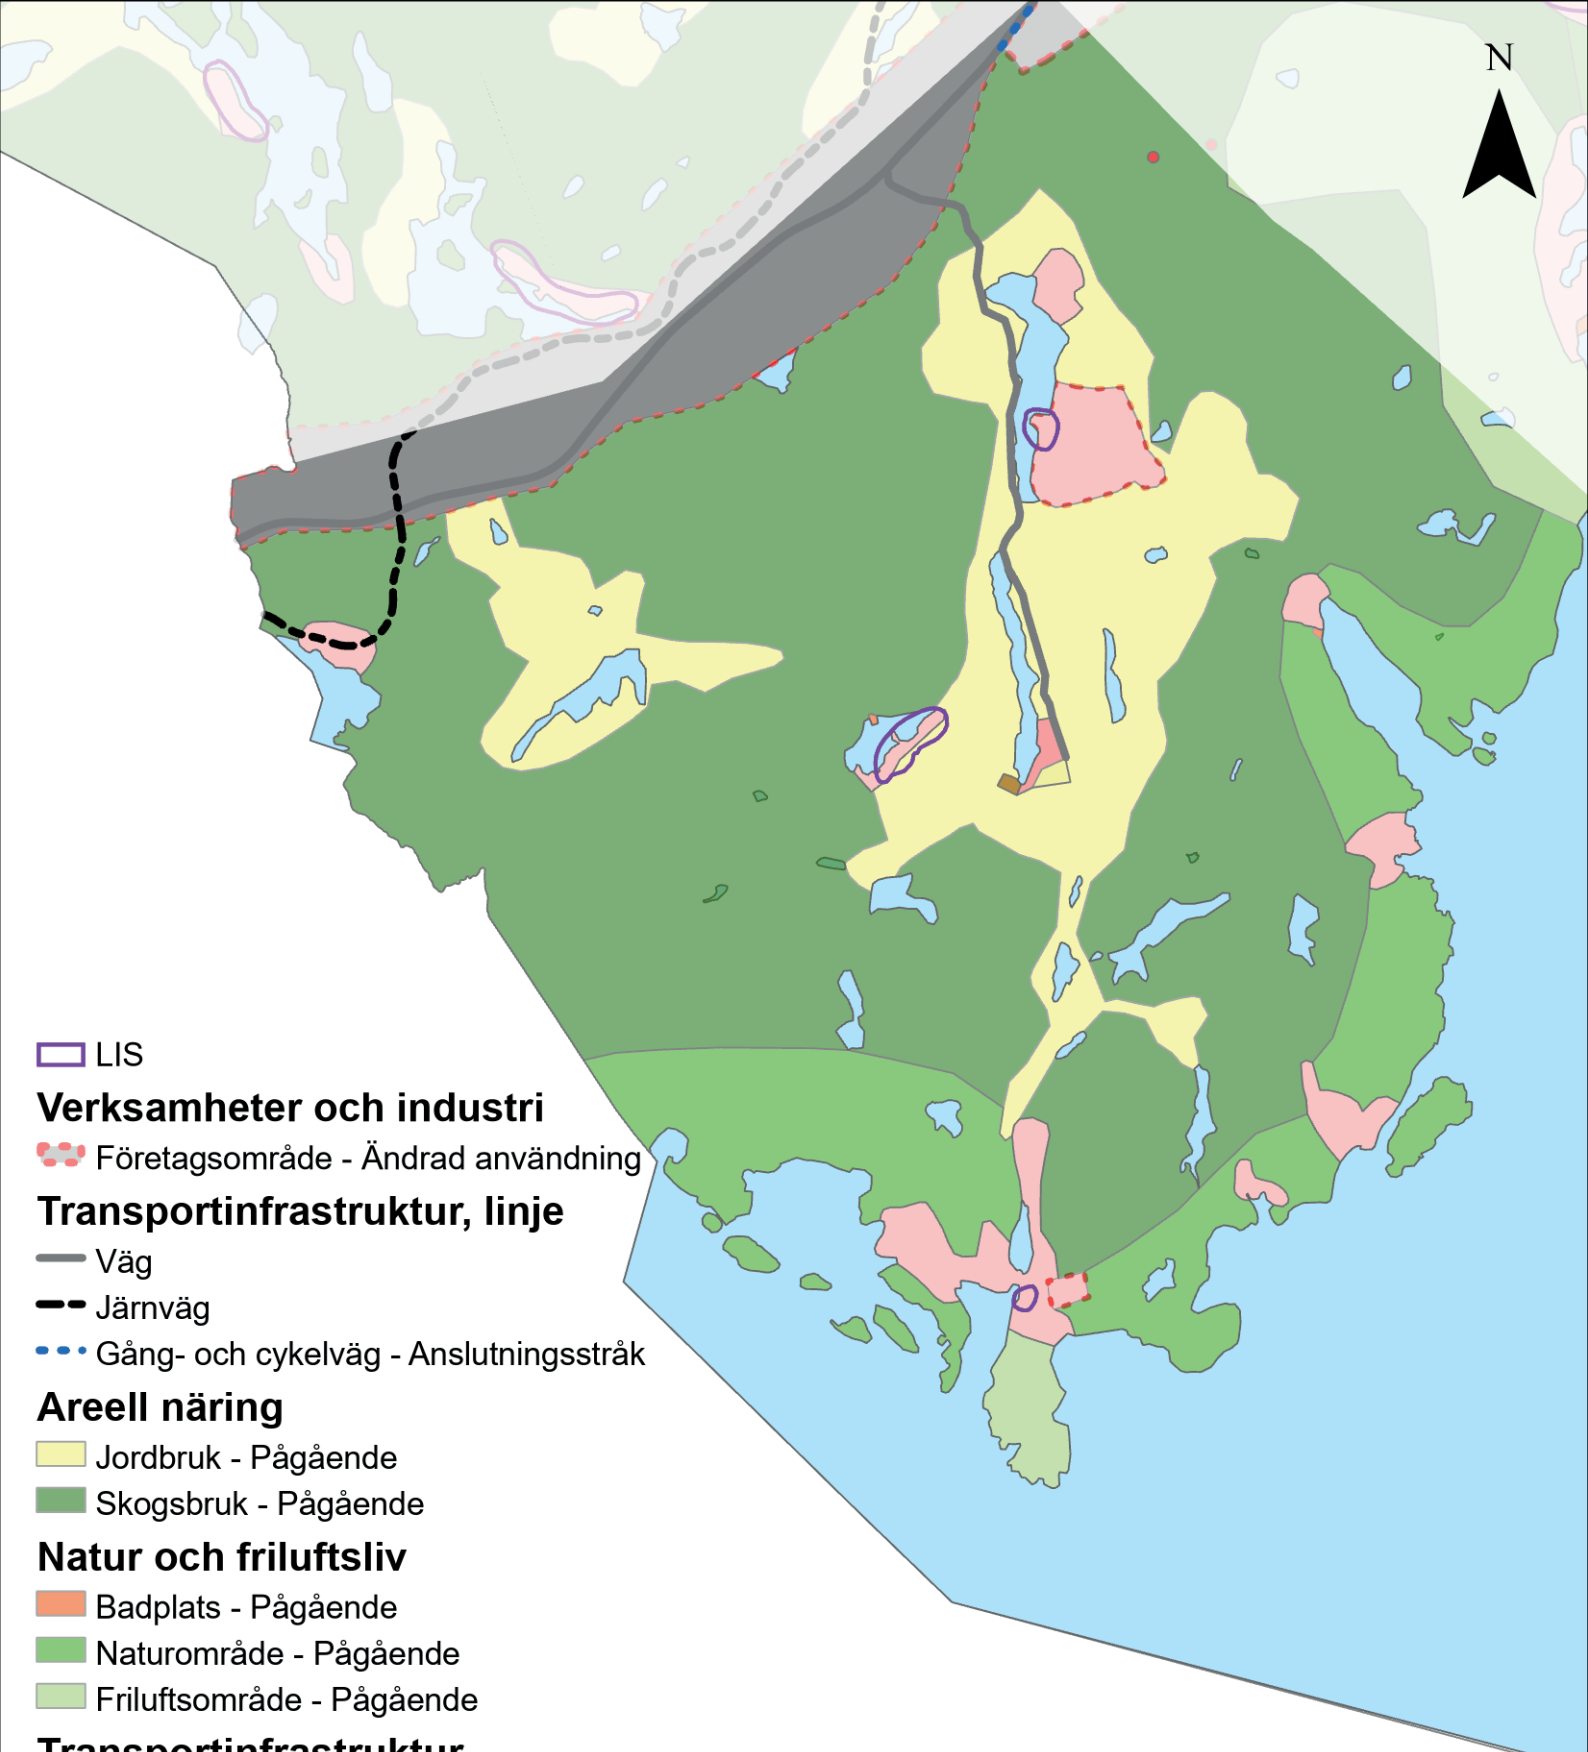 N
LIS
Verksamheter och industri
Företagsområde - Ändrad användning
Transportinfrastruktur, linje
Väg
Järnväg
Gång- och cykelväg - Anslutningsstråk
Areell näring
Jordbruk - Pågående
Skogsbruk - Pågående
Natur och friluftsliv
Badplats - Pågående
Naturområde - Pågående
Friluftsområde - Pågående
Transportinfrastruktur